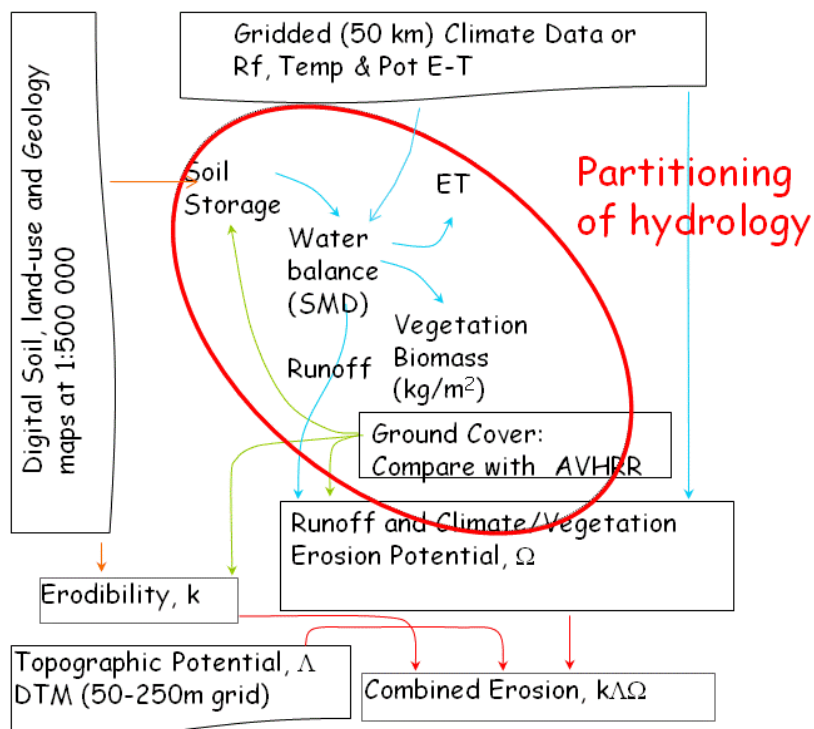 Gridded (50 km) Climate Data or
Rf, Temp & Pot E-T
Digital Soil, land-use and Geology
maps at 1:500 000
Soil
Storage
ET
Partitioning
of hydrology
Water
balance
(SMD)
Vegetation
Biomass
(kg/m²)
Runoff
Ground Cover:
Compare with AVHRR
Runoff and Climate/Vegetation
Erosion Potential, Ω
Erodibility, k
Topographic Potential, Λ
DTM (50-250m grid)
Combined Erosion, kΛΩ